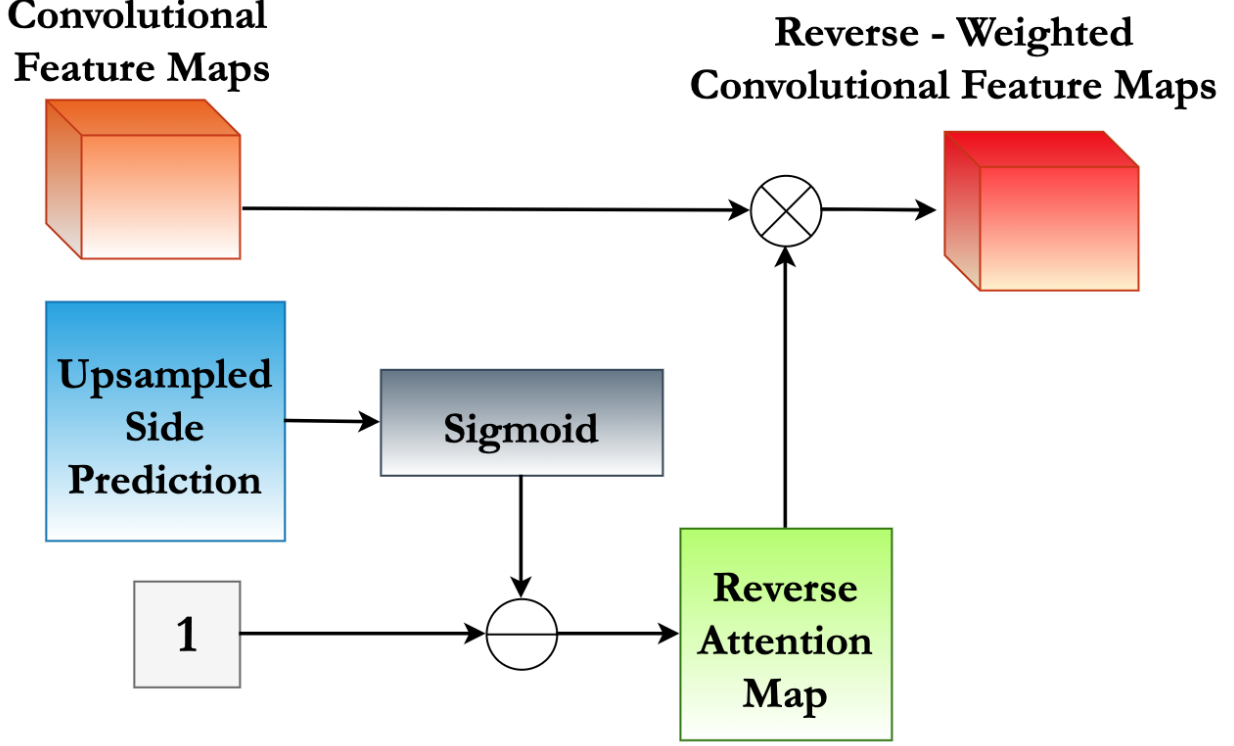 Convolutional
Feature Maps
Reverse - Weighted
Convolutional Feature Maps
Upsampled
Side
Prediction
Sigmoid
1
Reverse
Attention
Map